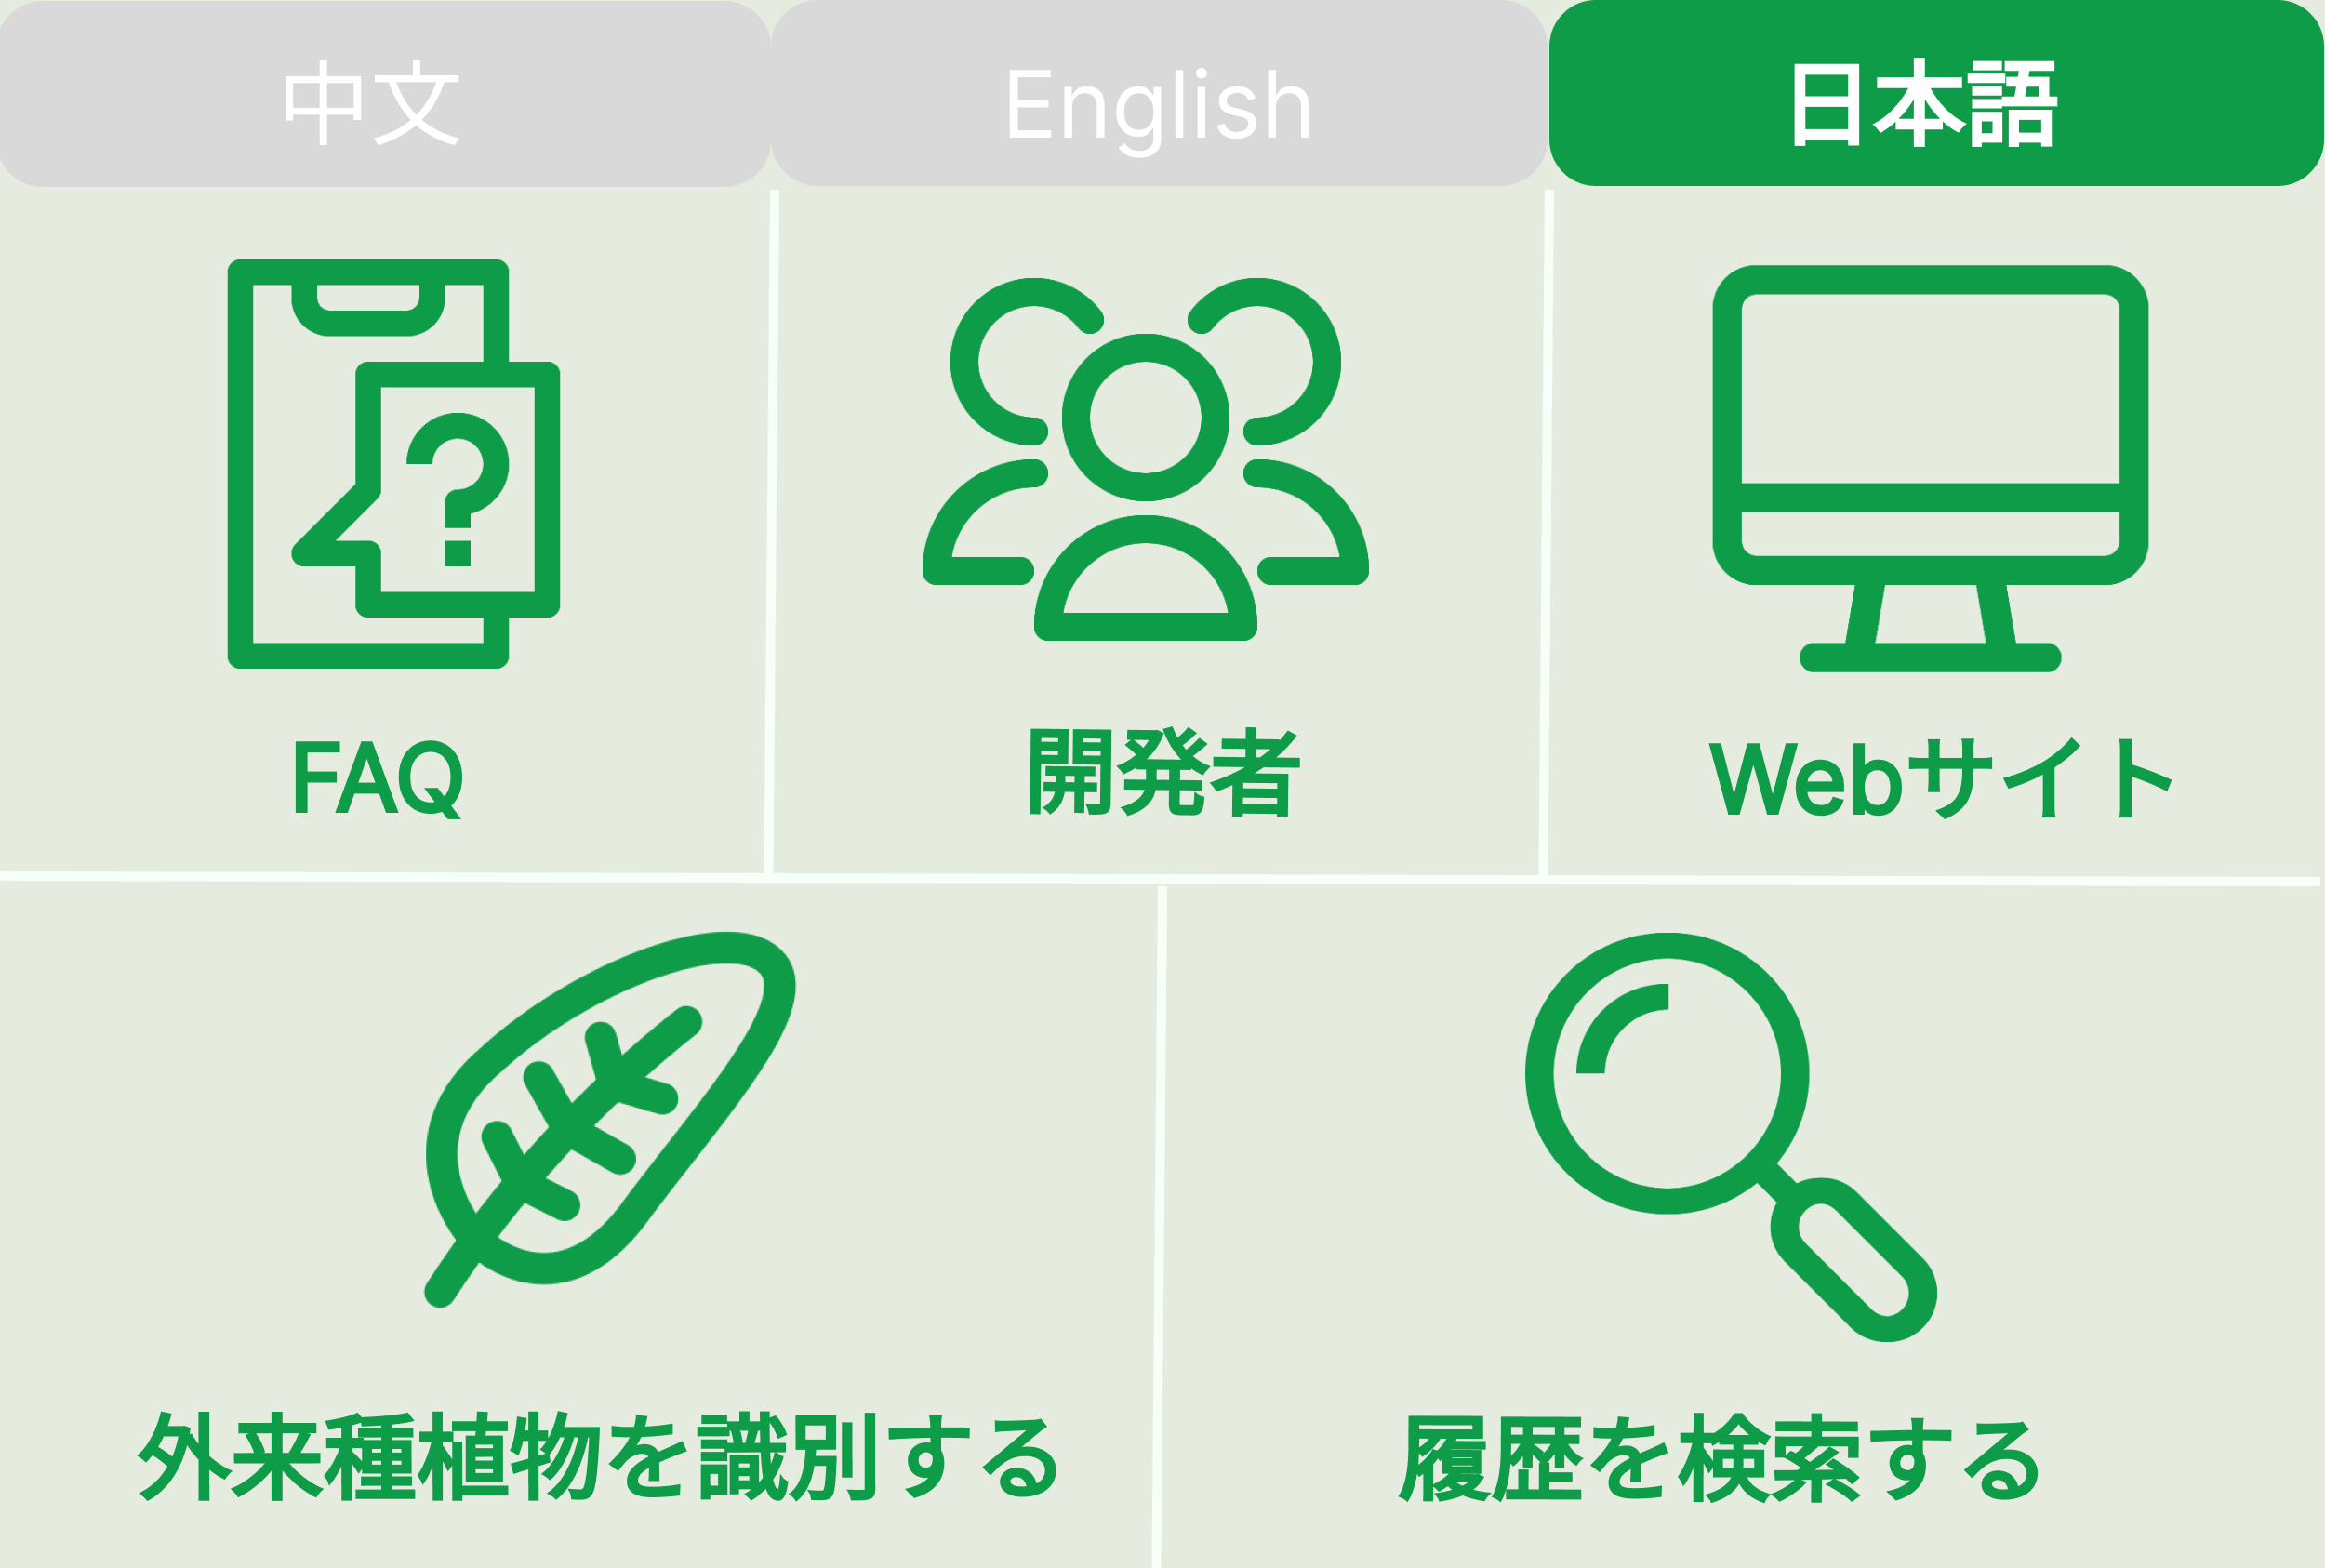 中文
English
日本語
?
FAQ
開発者
Webサイト
外来種植物を識別する
履歴を検索する